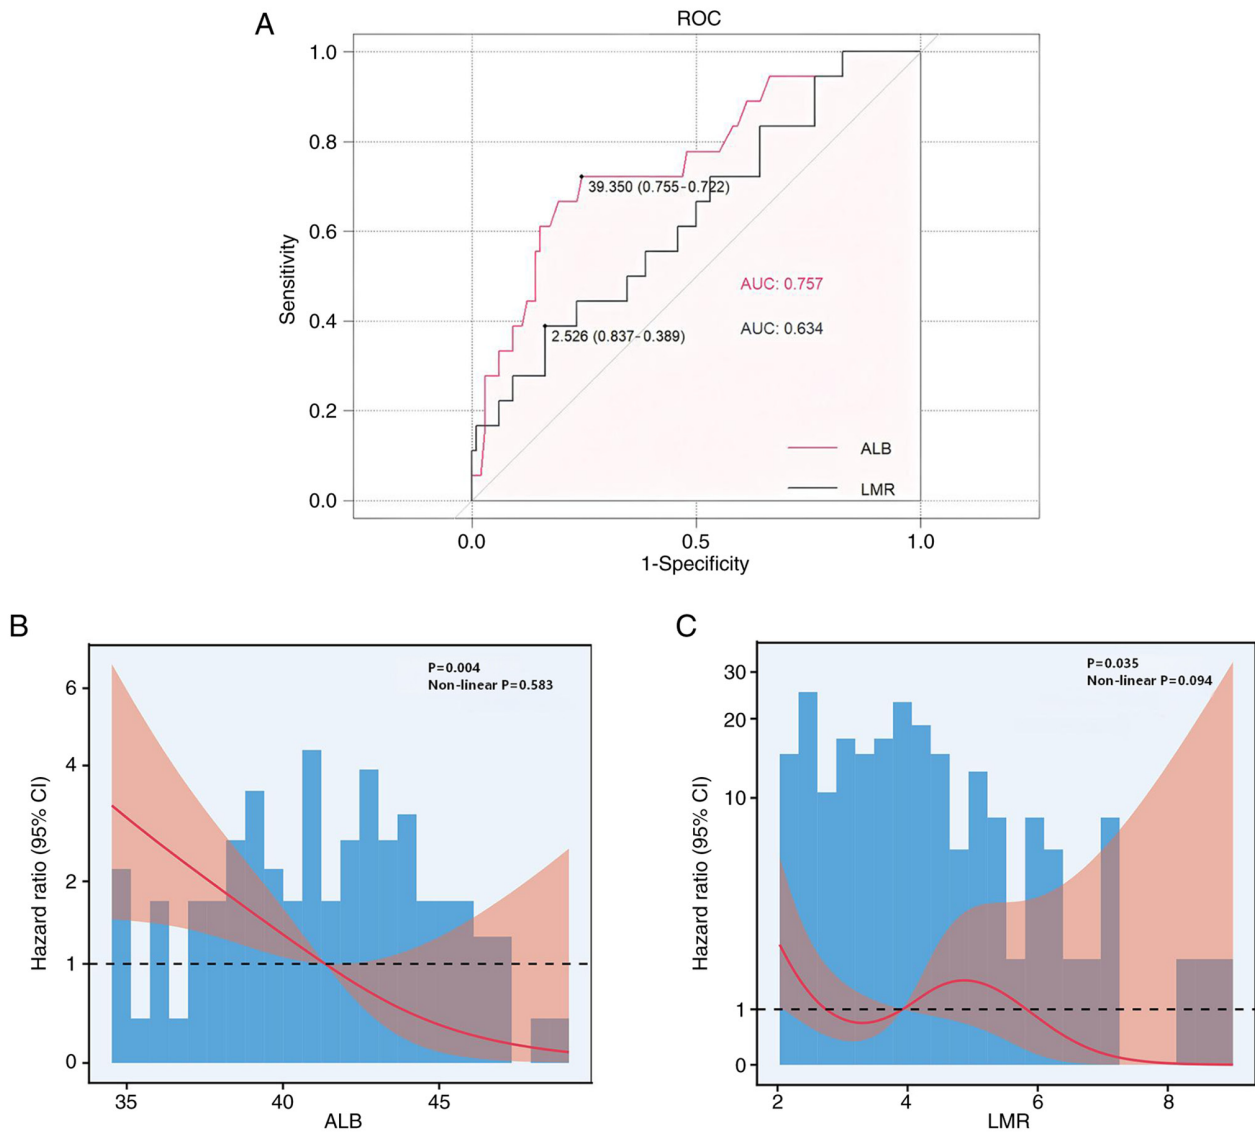 A
ROC
1.0
0.8
0.6
0.4
0.2
0.0
Sensitivity
39.350 (0.755-0.722)
2.526 (0.837-0.389)
AUC: 0.757
AUC: 0.634
ALB
LMR
0.0 0.5 1.0
1-Specificity
B
P=0.004
Non-linear P=0.583
6
4
2
1
0
Hazard ratio (95% CI)
35 40 45
ALB
C
P=0.035
Non-linear P=0.094
30
20
10
1
0
Hazard ratio (95% CI)
2 4 6 8
LMR